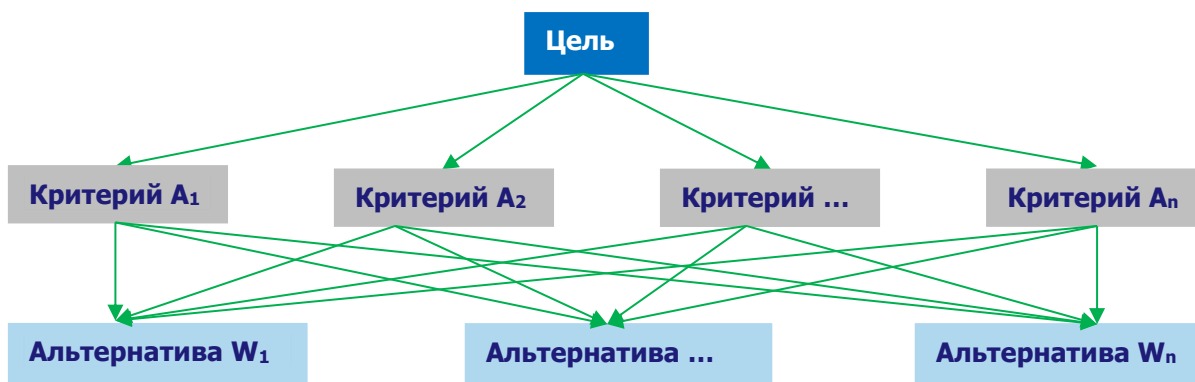 Цель
Критерий A₁
Критерий A₂
Критерий ...
Критерий Aₙ
Альтернатива W₁
Альтернатива ...
Альтернатива Wₙ